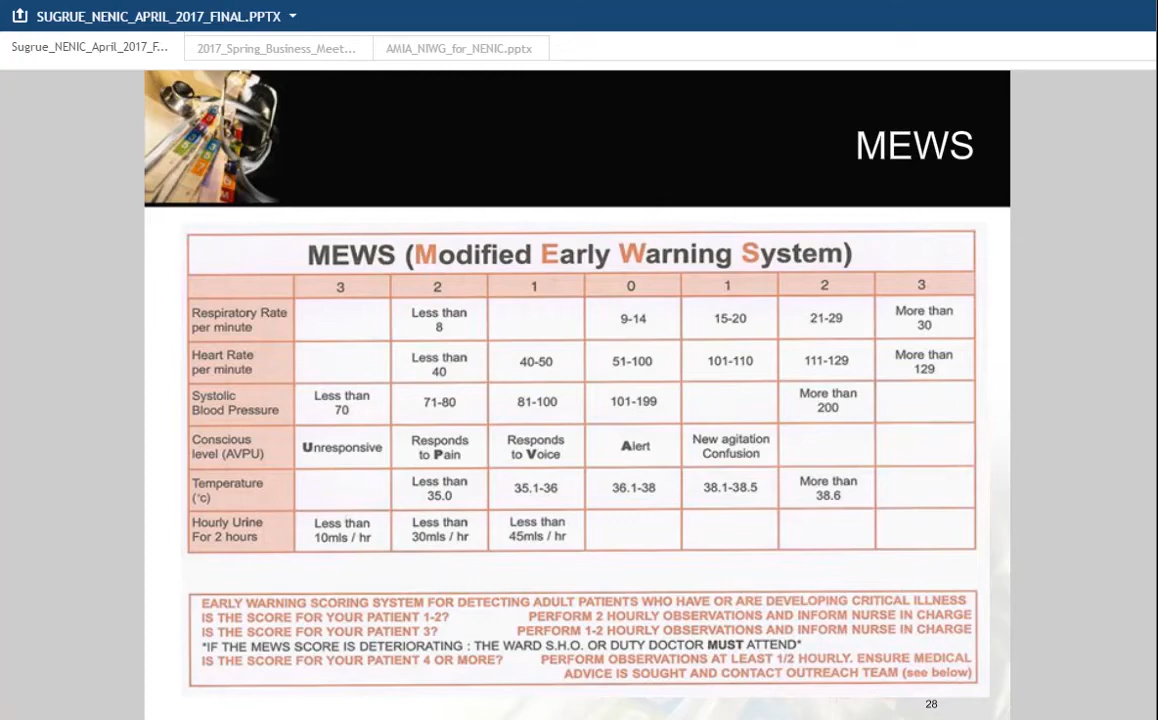 SUGRUE_NENIC_APRIL_2017_FINAL.PPTX
Sugrue_NENIC_April_2017_F... 2017_Spring_Business_Meet... AMIA_NIWG_for_NENIC.pptx
MEWS
MEWS (Modified Early Warning System)
3 2 1 0 1 2 3
Respiratory Rate per minute Less than 8 9-14 15-20 21-29 More than 30
Heart Rate per minute Less than 40 40-50 51-100 101-110 111-129 More than 129
Systolic Blood Pressure Less than 70 71-80 81-100 101-199 More than 200
Conscious level (AVPU) Unresponsive Responds to Pain Responds to Voice Alert New agitation Confusion
Temperature (°c) Less than 35.0 35.1-36 36.1-38 38.1-38.5 More than 38.6
Hourly Urine For 2 hours Less than 10mls / hr Less than 30mls / hr Less than 45mls / hr
EARLY WARNING SCORING SYSTEM FOR DETECTING ADULT PATIENTS WHO HAVE OR ARE DEVELOPING CRITICAL ILLNESS
IS THE SCORE FOR YOUR PATIENT 1-2? PERFORM 2 HOURLY OBSERVATIONS AND INFORM NURSE IN CHARGE
IS THE SCORE FOR YOUR PATIENT 3? PERFORM 1-2 HOURLY OBSERVATIONS AND INFORM NURSE IN CHARGE
*IF THE MEWS SCORE IS DETERIORATING : THE WARD S.H.O. OR DUTY DOCTOR MUST ATTEND*
IS THE SCORE FOR YOUR PATIENT 4 OR MORE? PERFORM OBSERVATIONS AT LEAST 1/2 HOURLY. ENSURE MEDICAL
ADVICE IS SOUGHT AND CONTACT OUTREACH TEAM (see below)
28